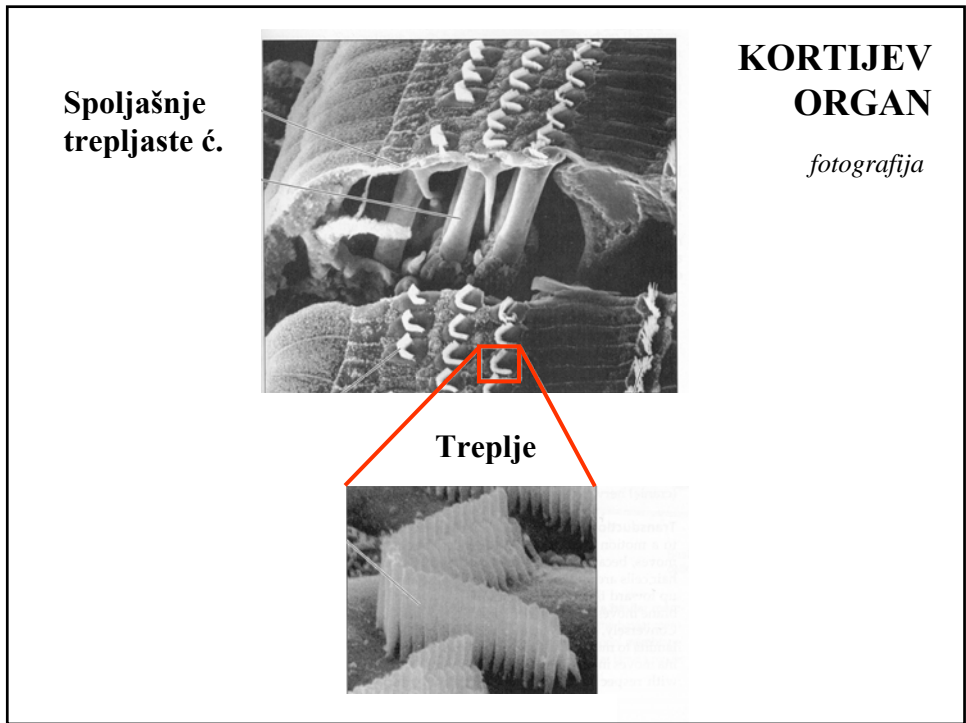 KORTIJEV
ORGAN
fotografija
Spoljašnje
trepljaste ć.
Treplje